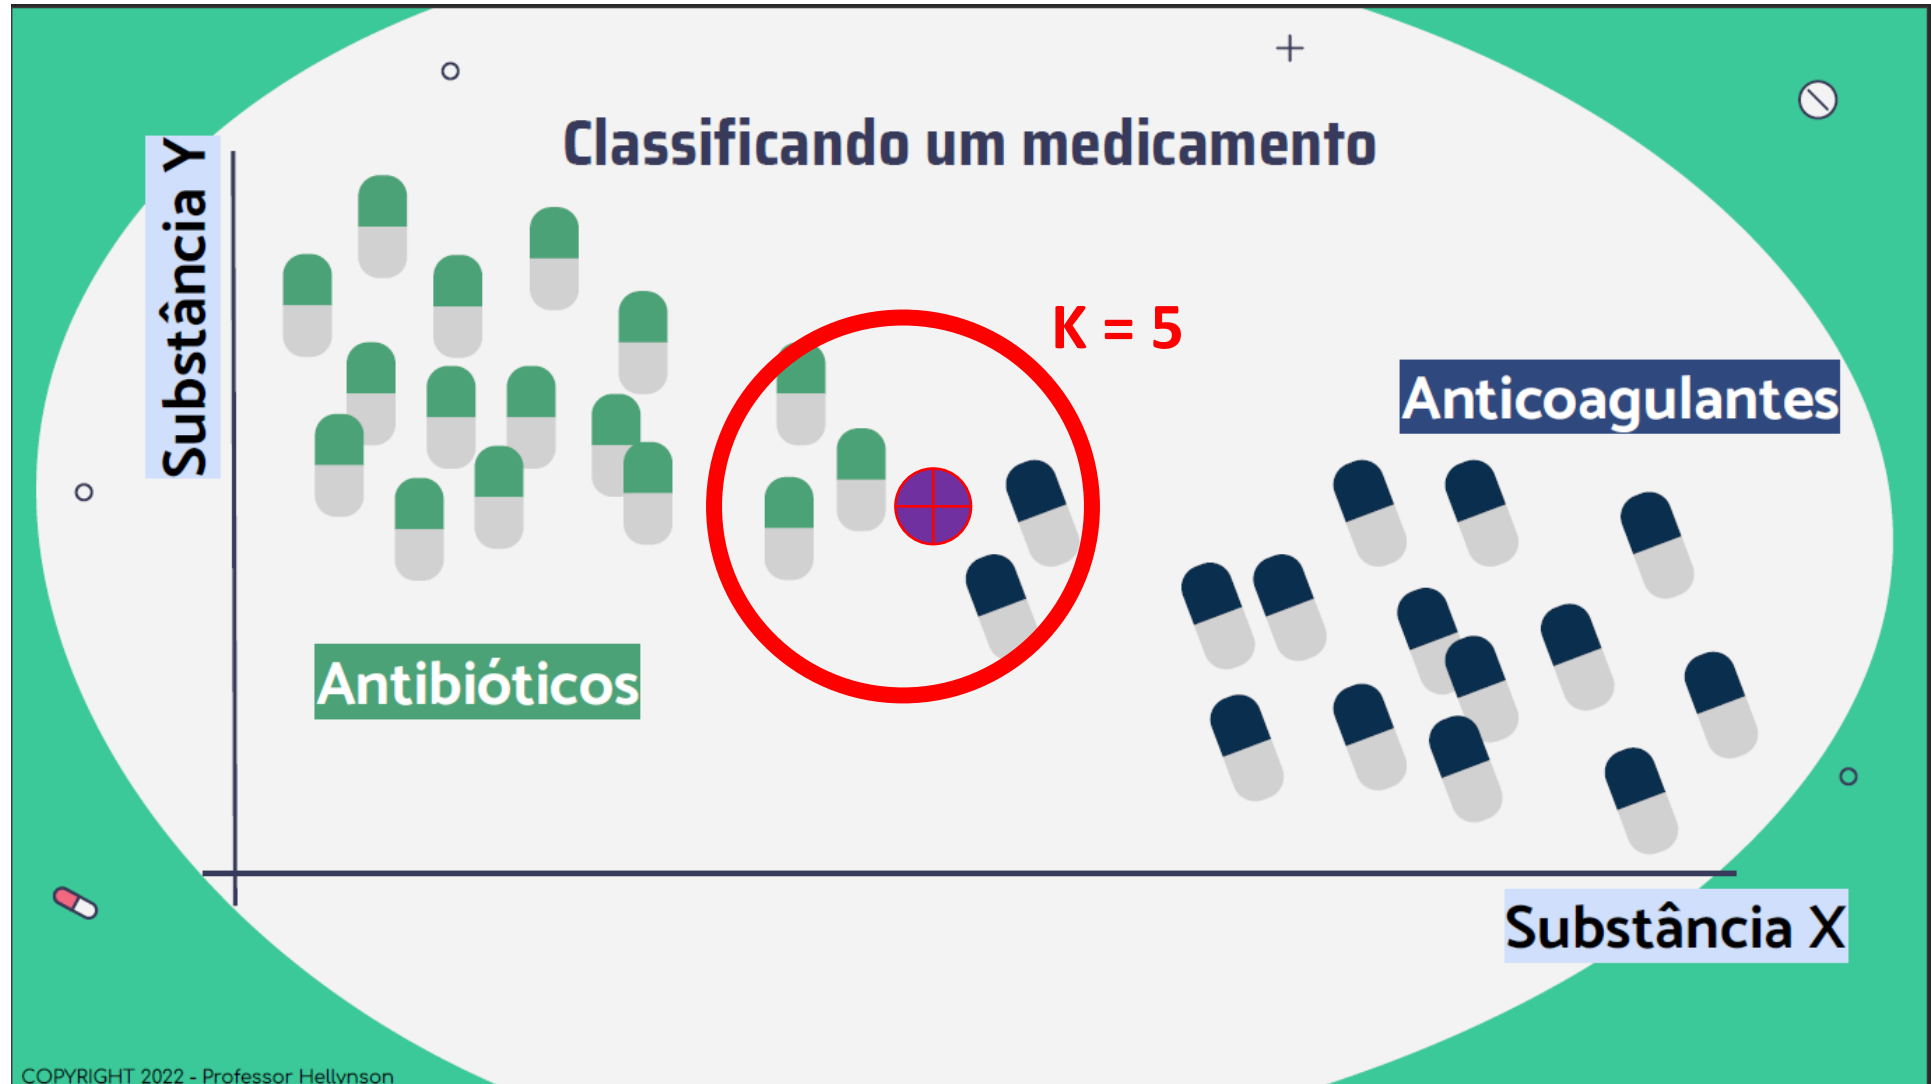 Classificando um medicamento
Substância Y
K = 5
Anticoagulantes
Antibióticos
Substância X
COPYRIGHT 2022 - Professor Hellynson